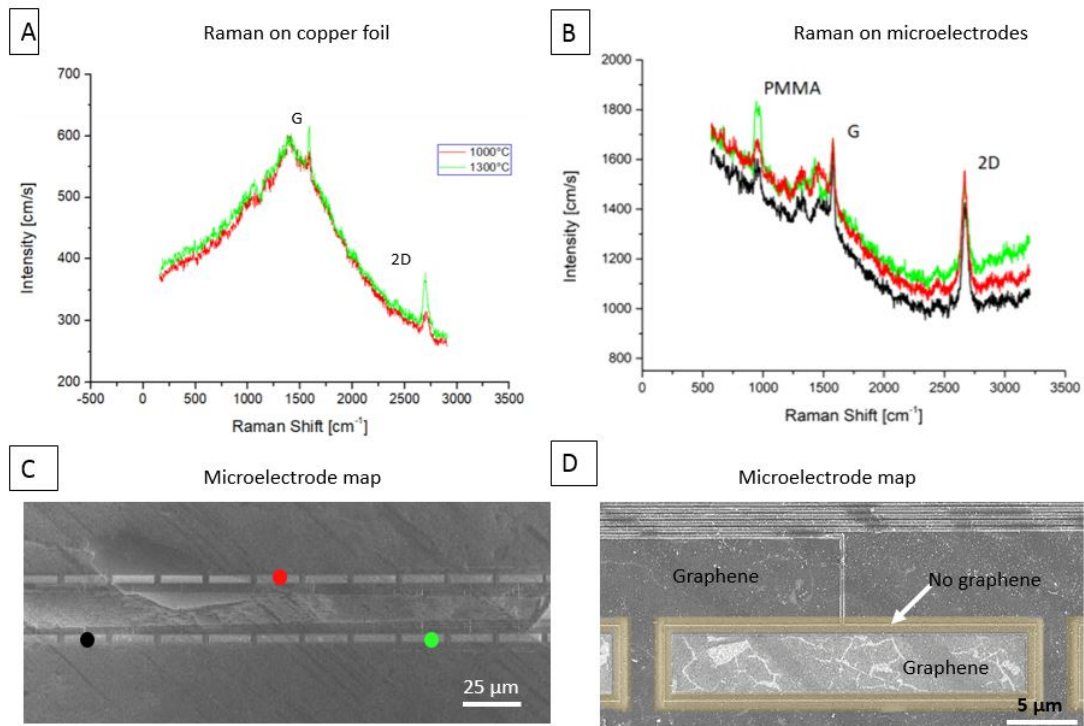 A
Raman on copper foil
700
600
500
400
300
200
Intensity [cm/s]
G
2D
1000°C
1300°C
-500
0
500
1000
1500
2000
2500
3000
3500
Raman Shift [cm⁻¹]
B
Raman on microelectrodes
2000
1800
1600
1400
1200
1000
800
Intensity [cm/s]
PMMA
G
2D
0
500
1000
1500
2000
2500
3000
3500
Raman Shift [cm⁻¹]
C
Microelectrode map
25 µm
D
Microelectrode map
Graphene
No graphene
Graphene
5 µm